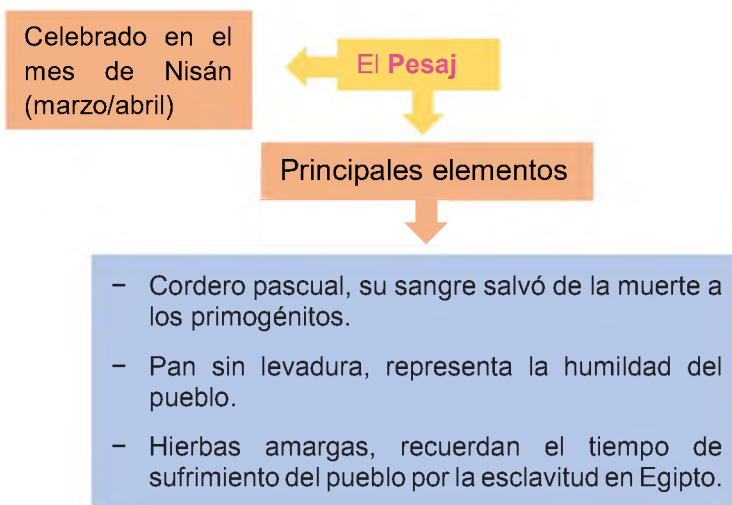 Celebrado en el
mes de Nisán
(marzo/abril)
El Pesaj
Principales elementos
− Cordero pascual, su sangre salvó de la muerte a
los primogénitos.
− Pan sin levadura, representa la humildad del
pueblo.
− Hierbas amargas, recuerdan el tiempo de
sufrimiento del pueblo por la esclavitud en Egipto.